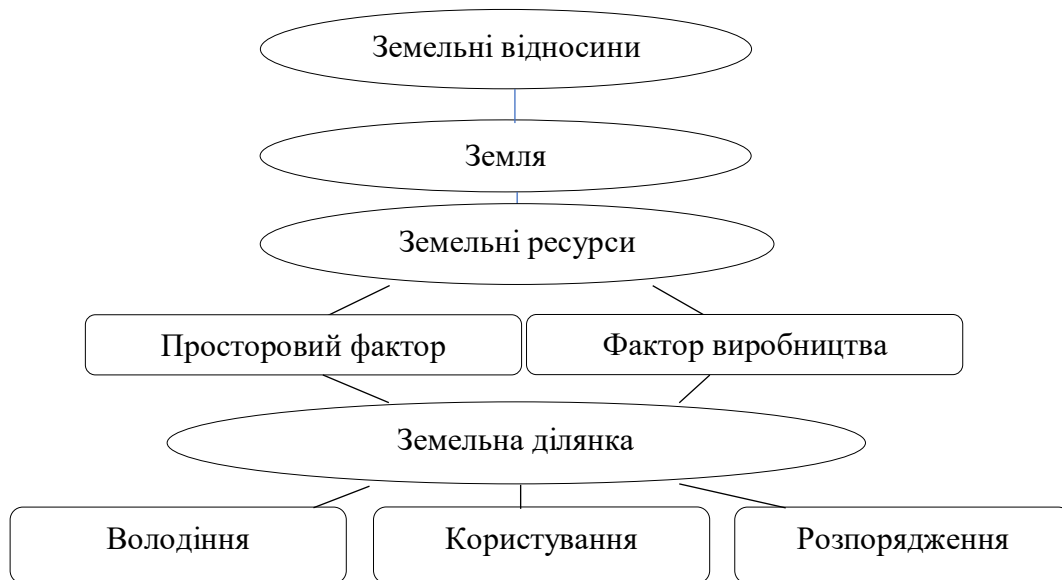 Земельні відносини
Земля
Земельні ресурси
Просторовий фактор
Фактор виробництва
Земельна ділянка
Володіння
Користування
Розпорядження